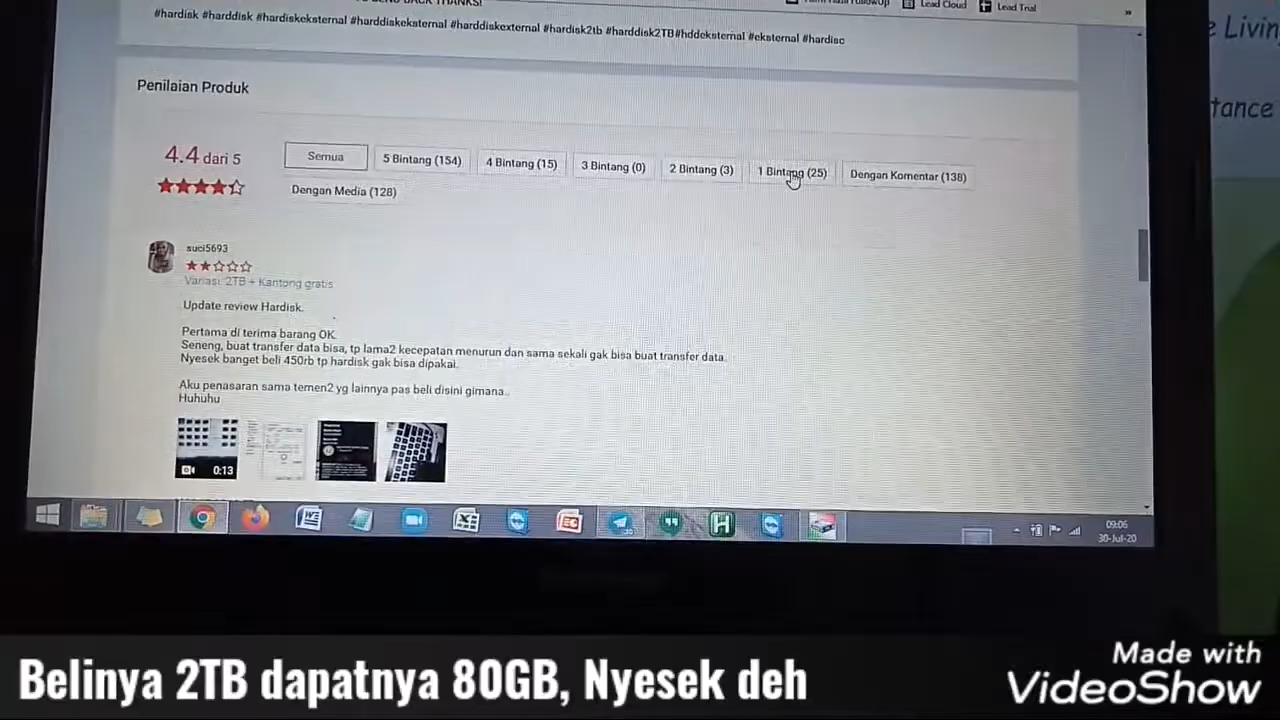 BACK THANKS!
Lead Cloud
Lead Trial
»
#hardisk #harddisk #hardiskeksternal #harddiskeksternal #harddiskexternal #hardisk2tb #harddisk2TB#hddeksternal #eksternal #hardisc
e Livin
tance
Penilaian Produk
4.4 dari 5
Semua
5 Bintang (154)
4 Bintang (15)
3 Bintang (0)
2 Bintang (3)
1 Bintang (25)
Dengan Komentar (138)
Dengan Media (128)
suci5693
Variasi: 2TB + Kantong gratis
Update review Hardisk.
Pertama di terima barang OK.
Seneng, buat transfer data bisa, tp lama2 kecepatan menurun dan sama sekali gak bisa buat transfer data.
Nyesek banget beli 450rb tp hardisk gak bisa dipakai.
Aku penasaran sama temen2 yg lainnya pas beli disini gimana..
Huhuhu
0:13
09:06
30-Jul-20
Belinya 2TB dapatnya 80GB, Nyesek deh
Made with
VideoShow